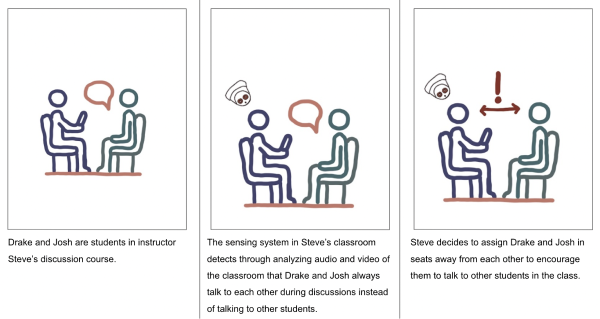 Drake and Josh are students in instructor
Steve’s discussion course.
The sensing system in Steve’s classroom
detects through analyzing audio and video of
the classroom that Drake and Josh always
talk to each other during discussions instead
of talking to other students.
Steve decides to assign Drake and Josh in
seats away from each other to encourage
them to talk to other students in the class.